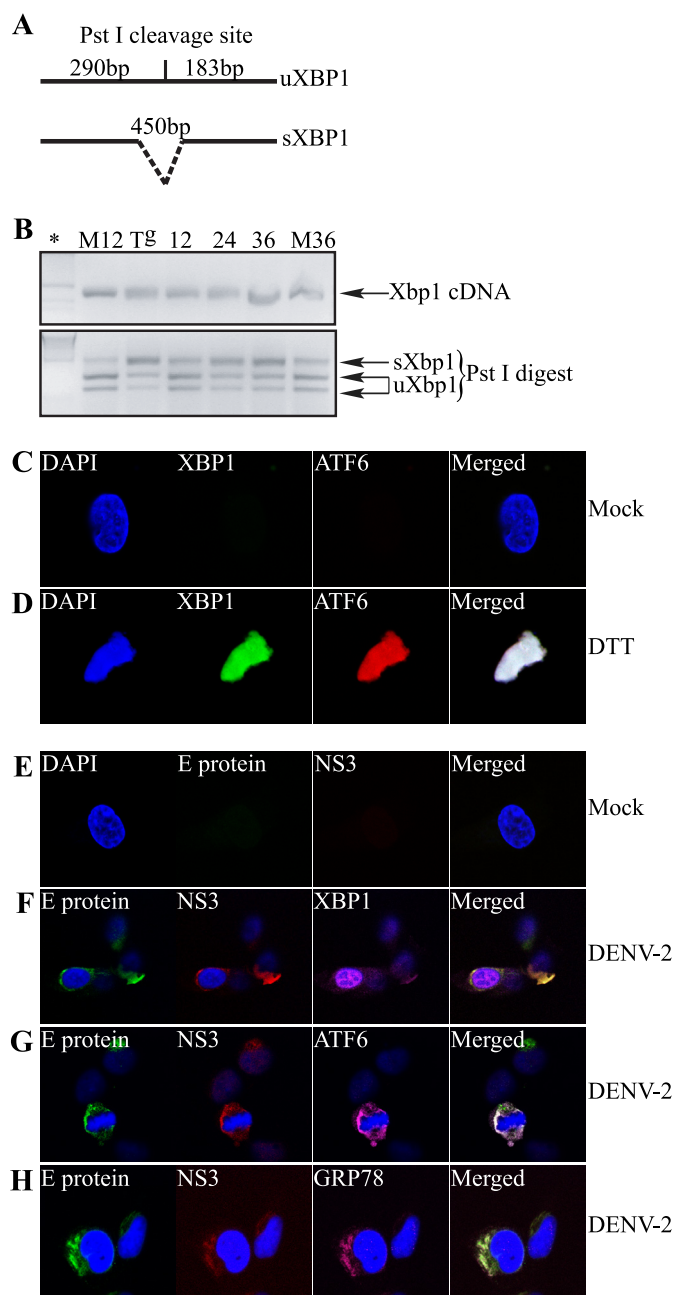 A
Pst I cleavage site
290bp 183bp
uXBP1
450bp
sXBP1
B
* M12 Tg 12 24 36 M36
Xbp1 cDNA
sXbp1
uXbp1
Pst I digest
C DAPI XBP1 ATF6 Merged
Mock
D DAPI XBP1 ATF6 Merged
DTT
E DAPI E protein NS3 Merged
Mock
F E protein NS3 XBP1 Merged
DENV-2
G E protein NS3 ATF6 Merged
DENV-2
H E protein NS3 GRP78 Merged
DENV-2